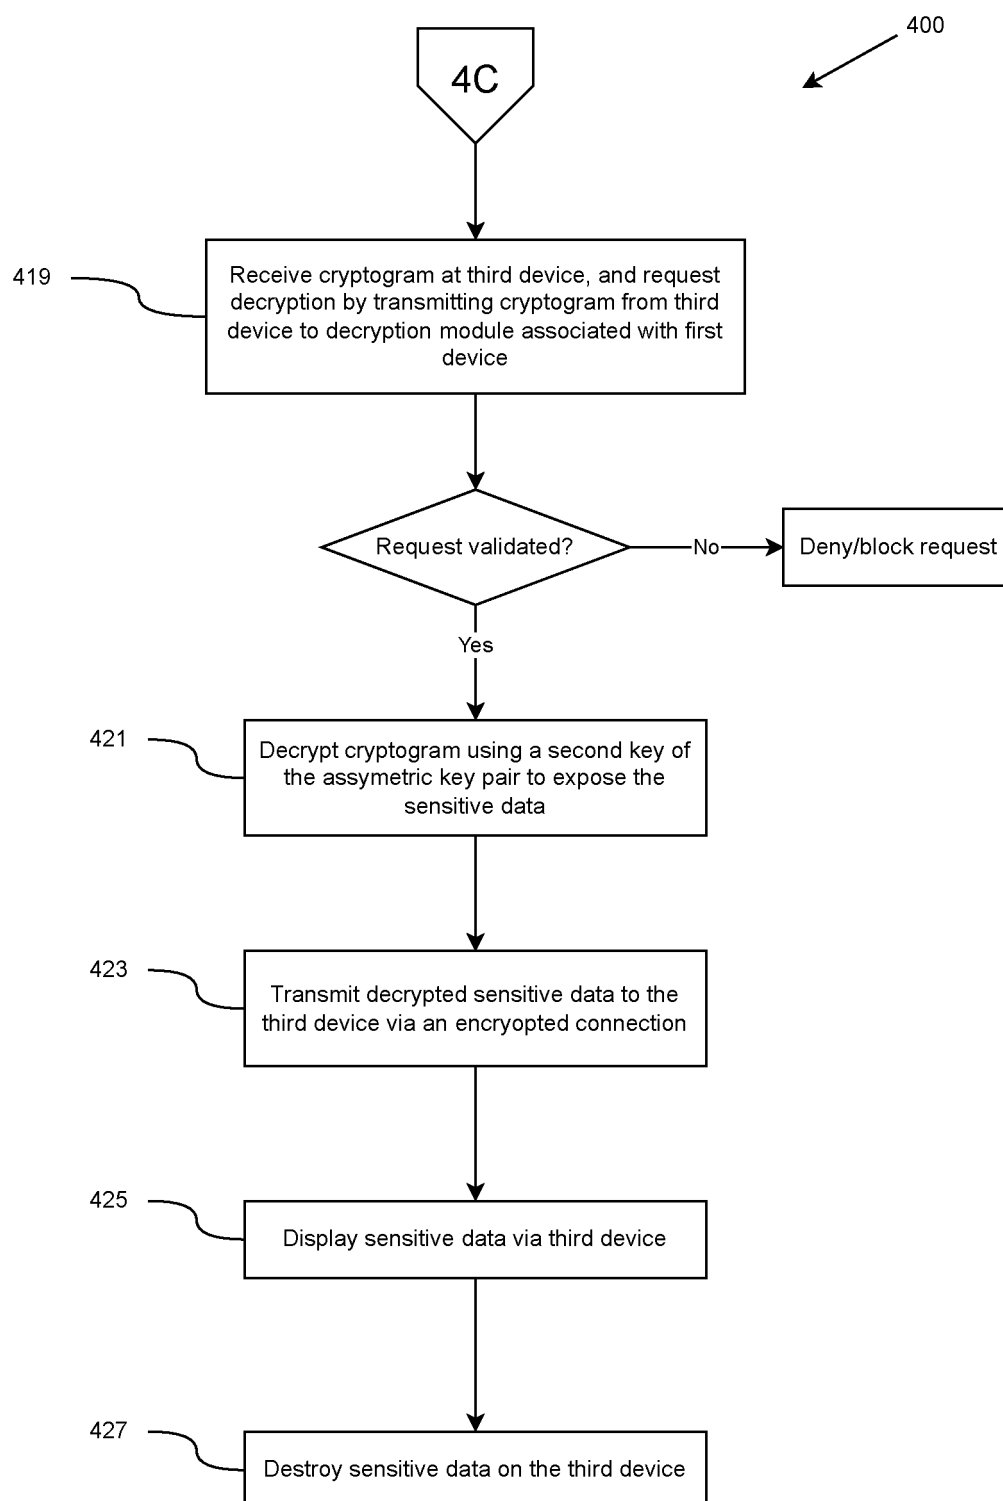 400
4C
419
Receive cryptogram at third device, and request
decryption by transmitting cryptogram from third
device to decryption module associated with first
device
Request validated?
No
Deny/block request
Yes
421
Decrypt cryptogram using a second key of
the assymetric key pair to expose the
sensitive data
423
Transmit decrypted sensitive data to the
third device via an encryopted connection
425
Display sensitive data via third device
427
Destroy sensitive data on the third device